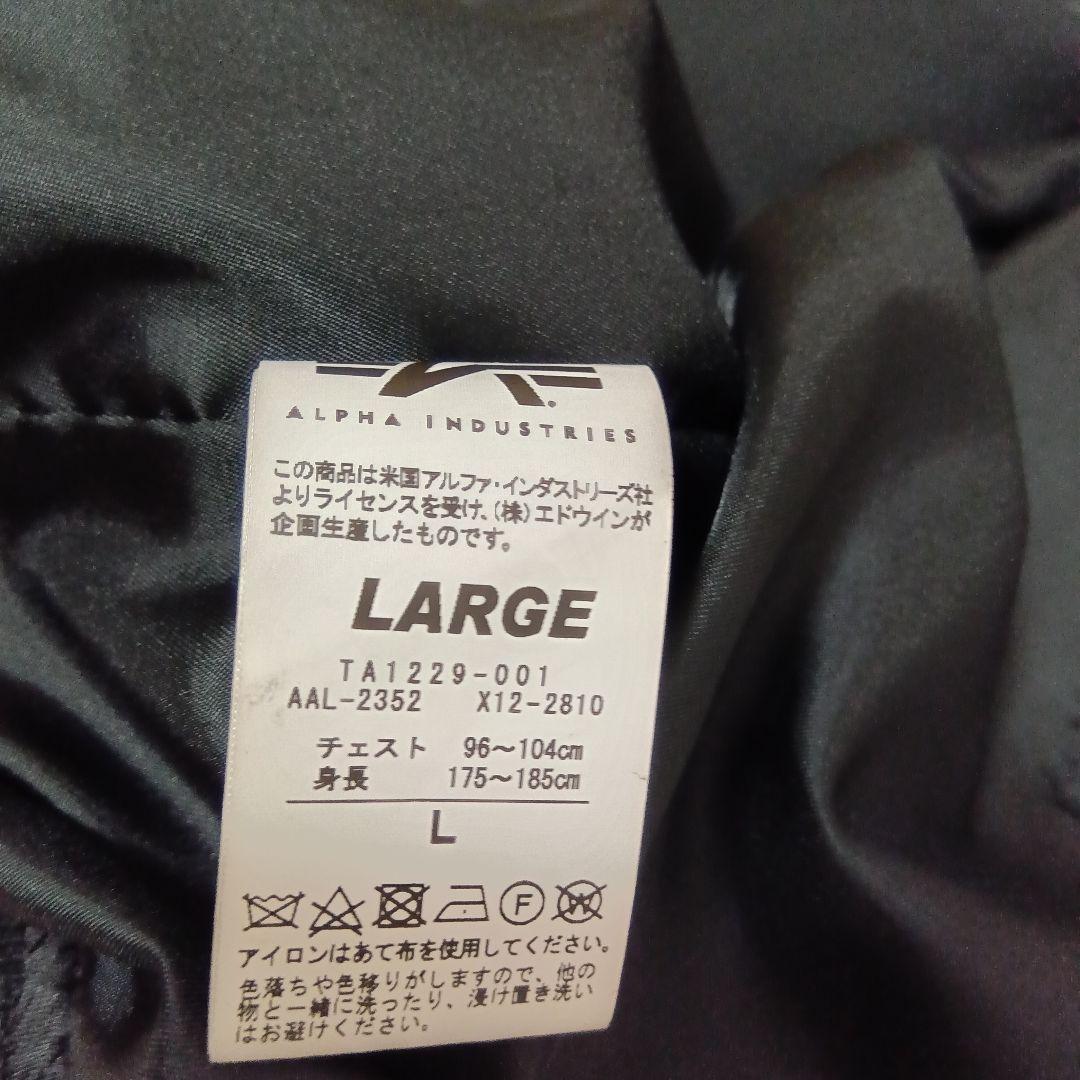 ALPHA INDUSTRIES
この商品は米国アルファ・インダストリーズ社
よりライセンスを受け、(株)エドウインが
企画生産したものです。
LARGE
TA1229-001
AAL-2352 X12-2810
チェスト 96～104cm
身長 175～185cm
L
F
W
アイロンはあて布を使用してください。
色落ちや色移りがしますので、他の
物と一緒に洗ったり、浸け置き洗い
はお避けください。